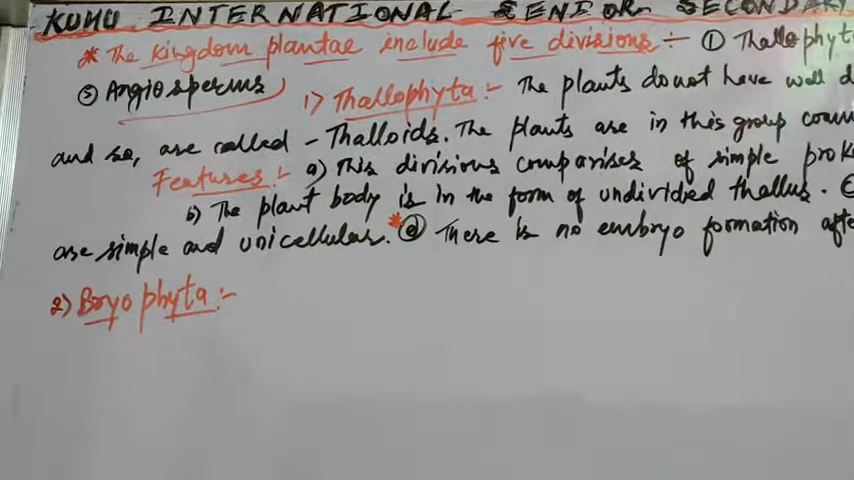 KUHU INTERNATIONAL SENIOR SECONDARY
* The kingdom plantae include five divisions :- ① Thallophyt
⑤ Angiosperms 1) Thallophyta :- The plants do not have well d
and so, are called - Thalloids. The plants are in this group comm
Features :- a) This divisions comparises of simple prok
b) The plant body is in the form of undivided thallus.
are simple and unicellular. * ⓓ There is no embryo formation afte
2) Bryophyta :-